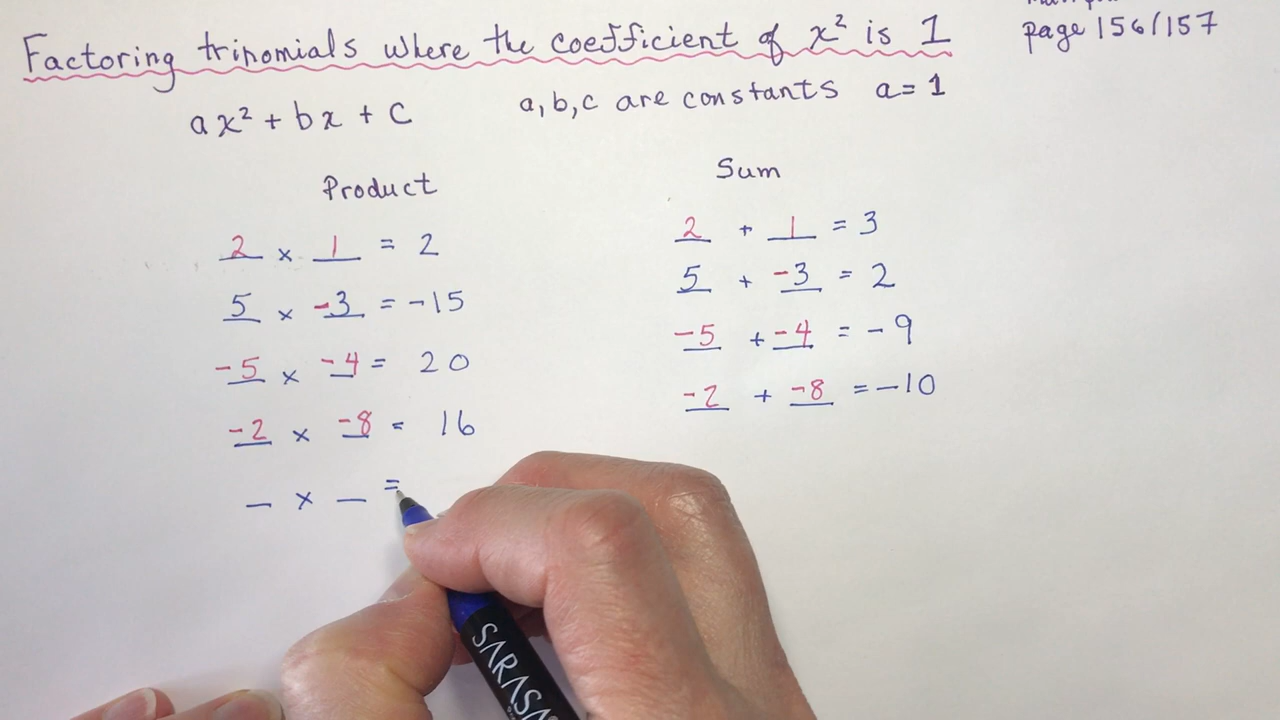 Factoring trinomials where the coefficient of x² is 1
page 156/157
ax² + bx + c
a, b, c are constants a = 1
Product
Sum
2 × 1 = 2
2 + 1 = 3
5 × -3 = -15
5 + -3 = 2
-5 × -4 = 20
-5 + -4 = -9
-2 × -8 = 16
-2 + -8 = -10
_ × _ =
SARASA